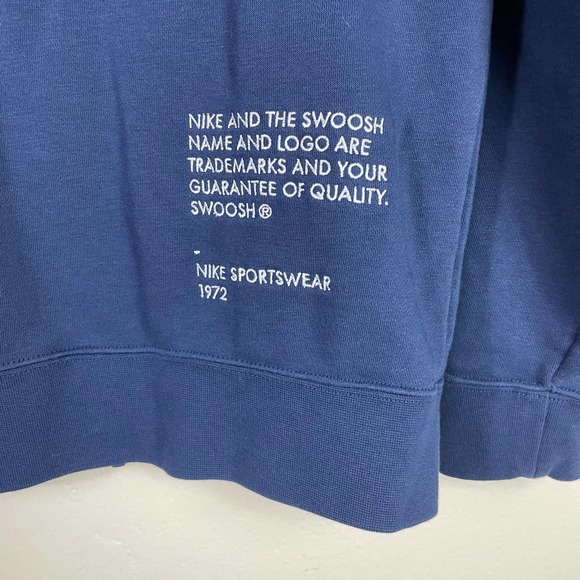 NIKE AND THE SWOOSH
NAME AND LOGO ARE
TRADEMARKS AND YOUR
GUARANTEE OF QUALITY.
SWOOSH ®
-
NIKE SPORTSWEAR
1972